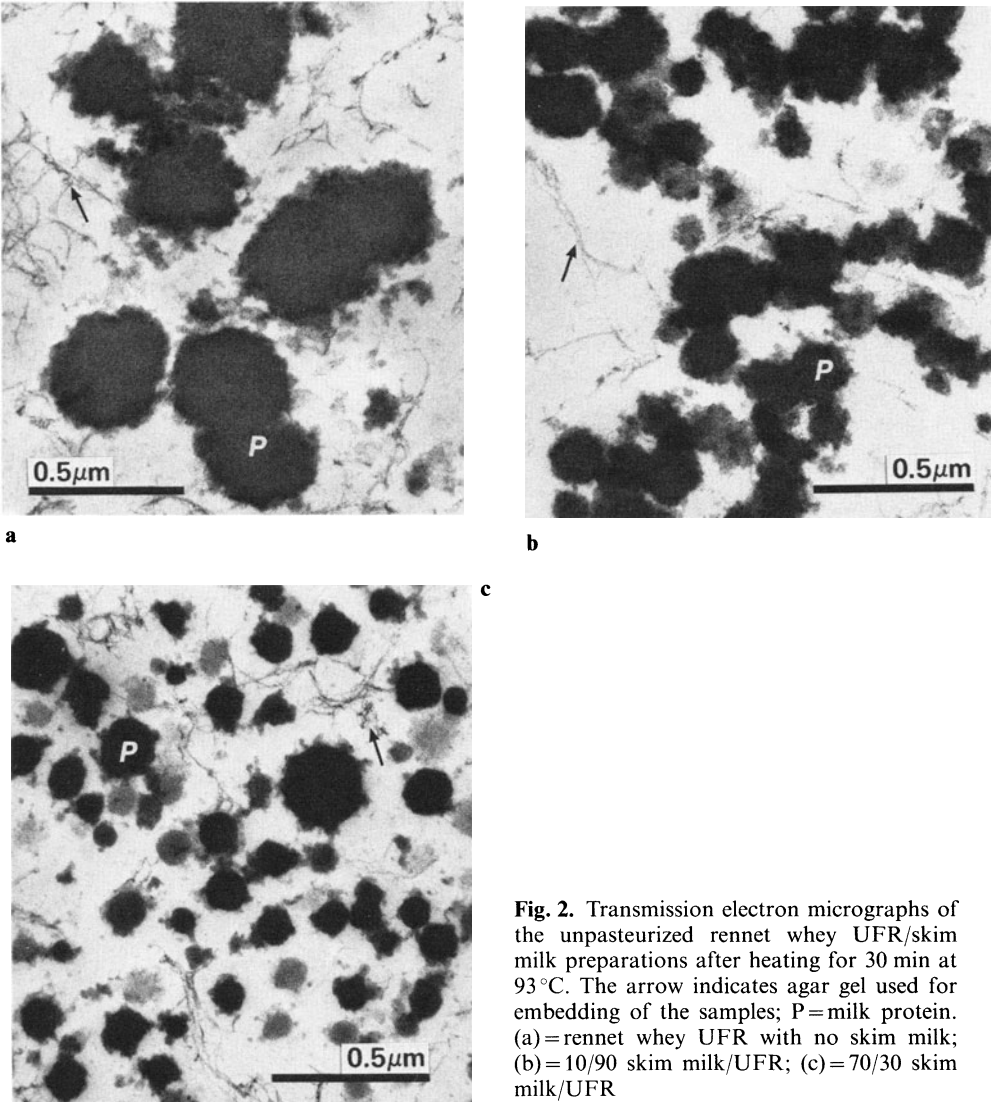 P
0.5μm
a
P
0.5μm
b
c
P
0.5μm
Fig. 2. Transmission electron micrographs of
the unpasteurized rennet whey UFR/skim
milk preparations after heating for 30 min at
93 °C. The arrow indicates agar gel used for
embedding of the samples; P = milk protein.
(a) = rennet whey UFR with no skim milk;
(b) = 10/90 skim milk/UFR; (c) = 70/30 skim
milk/UFR